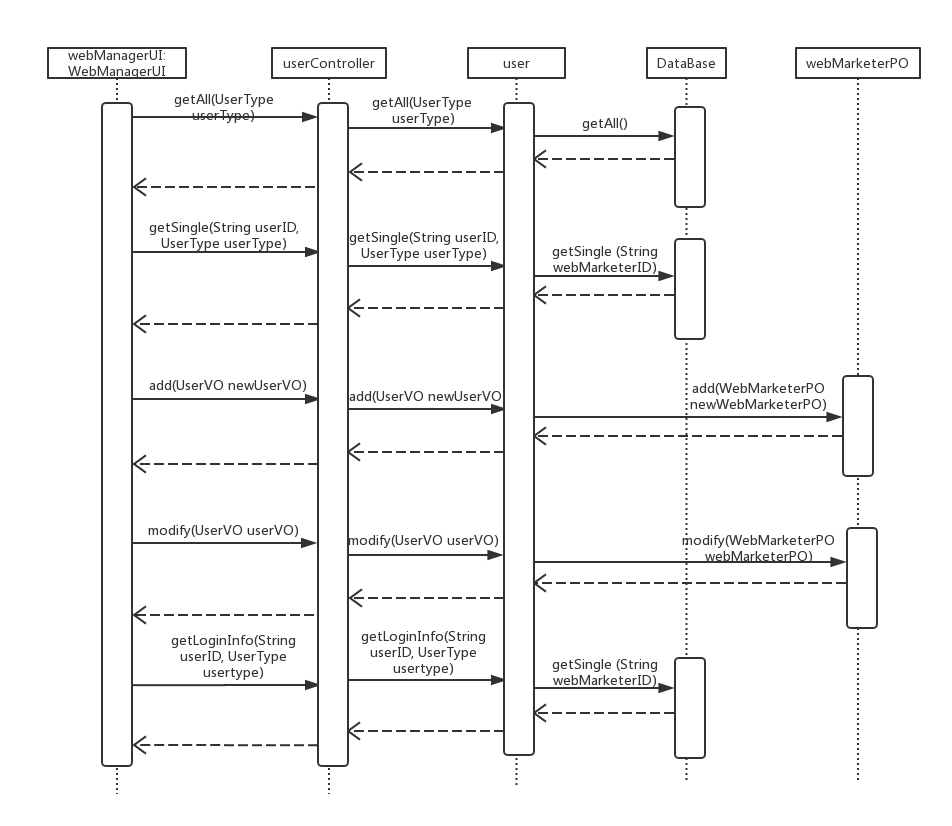 webManagerUI:
WebManagerUI
userController
user
DataBase
webMarketerPO
getAll(UserType
userType)
getAll(UserType
userType)
getAll()
getSingle(String userID,
UserType userType)
getSingle(String userID,
UserType userType)
getSingle (String
webMarketerID)
add(UserVO newUserVO)
add(UserVO newUserVO
add(WebMarketerPO
newWebMarketerPO)
modify(UserVO userVO)
modify(UserVO userVO)
modify(WebMarketerPO
webMarketerPO)
getLoginInfo(String
userID, UserType
usertype)
getLoginInfo(String
userID, UserType
usertype)
getSingle (String
webMarketerID)